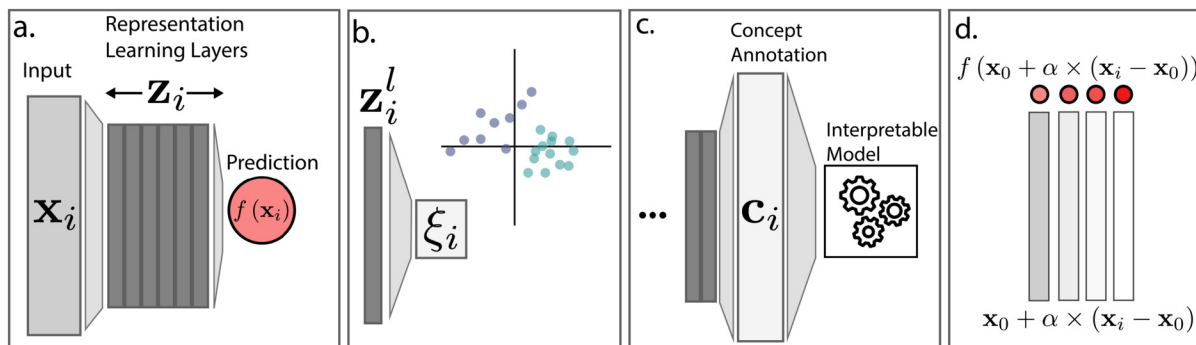 a.
Representation
Learning Layers
Input
𝐳ᵢ
𝐱ᵢ
Prediction
f (𝐱ᵢ)
b.
𝐳ᵢˡ
ξᵢ
c.
Concept
Annotation
...
𝐜ᵢ
Interpretable
Model
d.
f (𝐱₀ + α × (𝐱ᵢ − 𝐱₀))
𝐱₀ + α × (𝐱ᵢ − 𝐱₀)